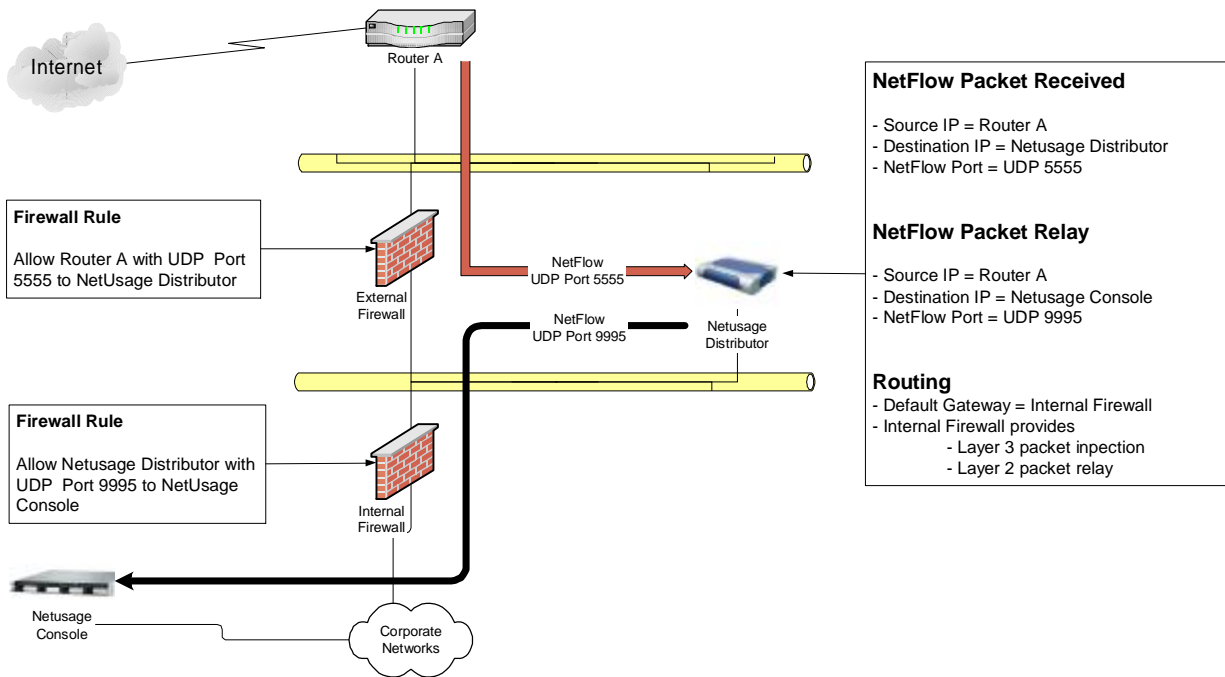 Internet
Router A
NetFlow Packet Received
- Source IP = Router A
- Destination IP = Netusage Distributor
- NetFlow Port = UDP 5555
NetFlow Packet Relay
- Source IP = Router A
- Destination IP = Netusage Console
- NetFlow Port = UDP 9995
Routing
- Default Gateway = Internal Firewall
- Internal Firewall provides
- Layer 3 packet inpection
- Layer 2 packet relay
Firewall Rule
Allow Router A with UDP Port
5555 to NetUsage Distributor
External
Firewall
NetFlow
UDP Port 5555
NetFlow
UDP Port 9995
Netusage
Distributor
Firewall Rule
Allow Netusage Distributor with
UDP Port 9995 to NetUsage
Console
Internal
Firewall
Netusage
Console
Corporate
Networks